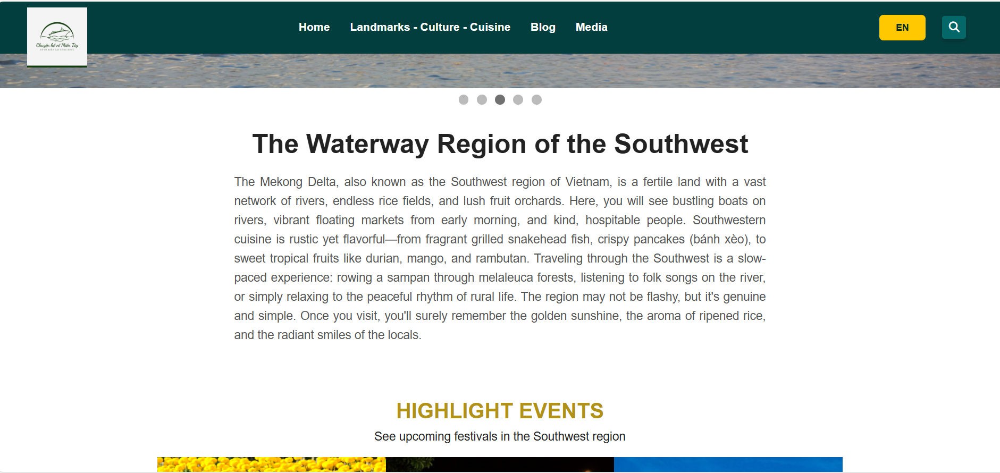 Chuyện kể về Miền Tây
Home
Landmarks - Culture - Cuisine
Blog
Media
EN
The Waterway Region of the Southwest
The Mekong Delta, also known as the Southwest region of Vietnam, is a fertile land with a vast
network of rivers, endless rice fields, and lush fruit orchards. Here, you will see bustling boats on
rivers, vibrant floating markets from early morning, and kind, hospitable people. Southwestern
cuisine is rustic yet flavorful—from fragrant grilled snakehead fish, crispy pancakes (bánh xèo), to
sweet tropical fruits like durian, mango, and rambutan. Traveling through the Southwest is a slow-
paced experience: rowing a sampan through melaleuca forests, listening to folk songs on the river,
or simply relaxing to the peaceful rhythm of rural life. The region may not be flashy, but it's genuine
and simple. Once you visit, you'll surely remember the golden sunshine, the aroma of ripened rice,
and the radiant smiles of the locals.
HIGHLIGHT EVENTS
See upcoming festivals in the Southwest region